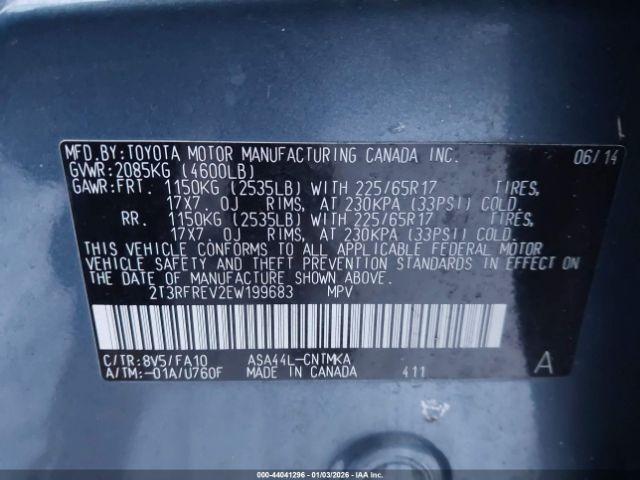 MFD.BY:TOYOTA MOTOR MANUFACTURING CANADA INC. 06/14
GVWR:2085KG (4600LB)
GAWR:FRT. 1150KG (2535LB) WITH 225/65R17 TIRES,
17X7.0J RIMS, AT 230KPA (33PSI) COLD.
RR. 1150KG (2535LB) WITH 225/65R17 TIRES,
17X7.0J RIMS, AT 230KPA (33PSI) COLD.
THIS VEHICLE CONFORMS TO ALL APPLICABLE FEDERAL MOTOR
VEHICLE SAFETY AND THEFT PREVENTION STANDARDS IN EFFECT ON
THE DATE OF MANUFACTURE SHOWN ABOVE.
2T3RFREV2EW199683 MPV
C/TR:8V5/FA10 ASA44L-CNTMKA A
A/TM:-01A/U760F MADE IN CANADA 411
000-44041296 - 01/03/2026 - IAA